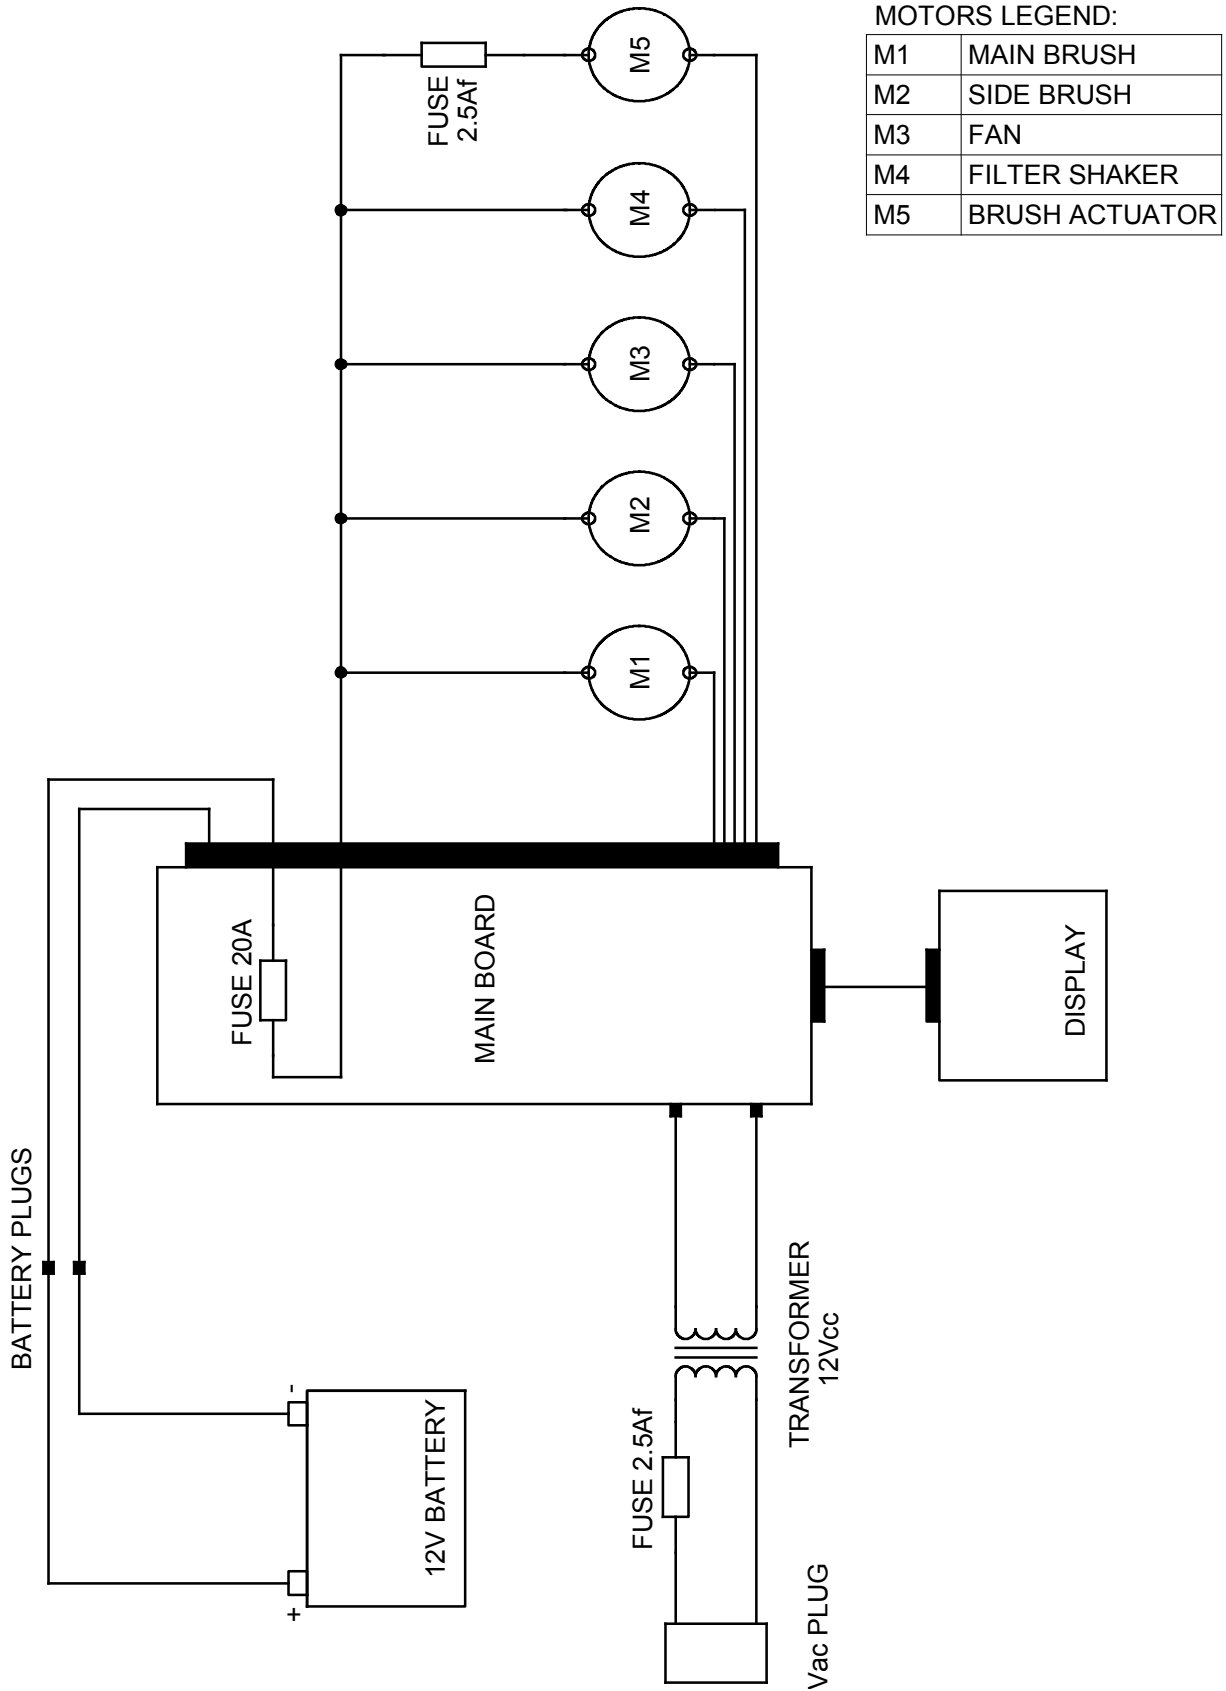 MOTORS LEGEND:
M1 MAIN BRUSH
M2 SIDE BRUSH
M3 FAN
M4 FILTER SHAKER
M5 BRUSH ACTUATOR
M5
FUSE
2.5Af
M4
M3
M2
M1
FUSE 20A
MAIN BOARD
DISPLAY
BATTERY PLUGS
TRANSFORMER
12Vcc
-
12V BATTERY
+
FUSE 2.5Af
Vac PLUG